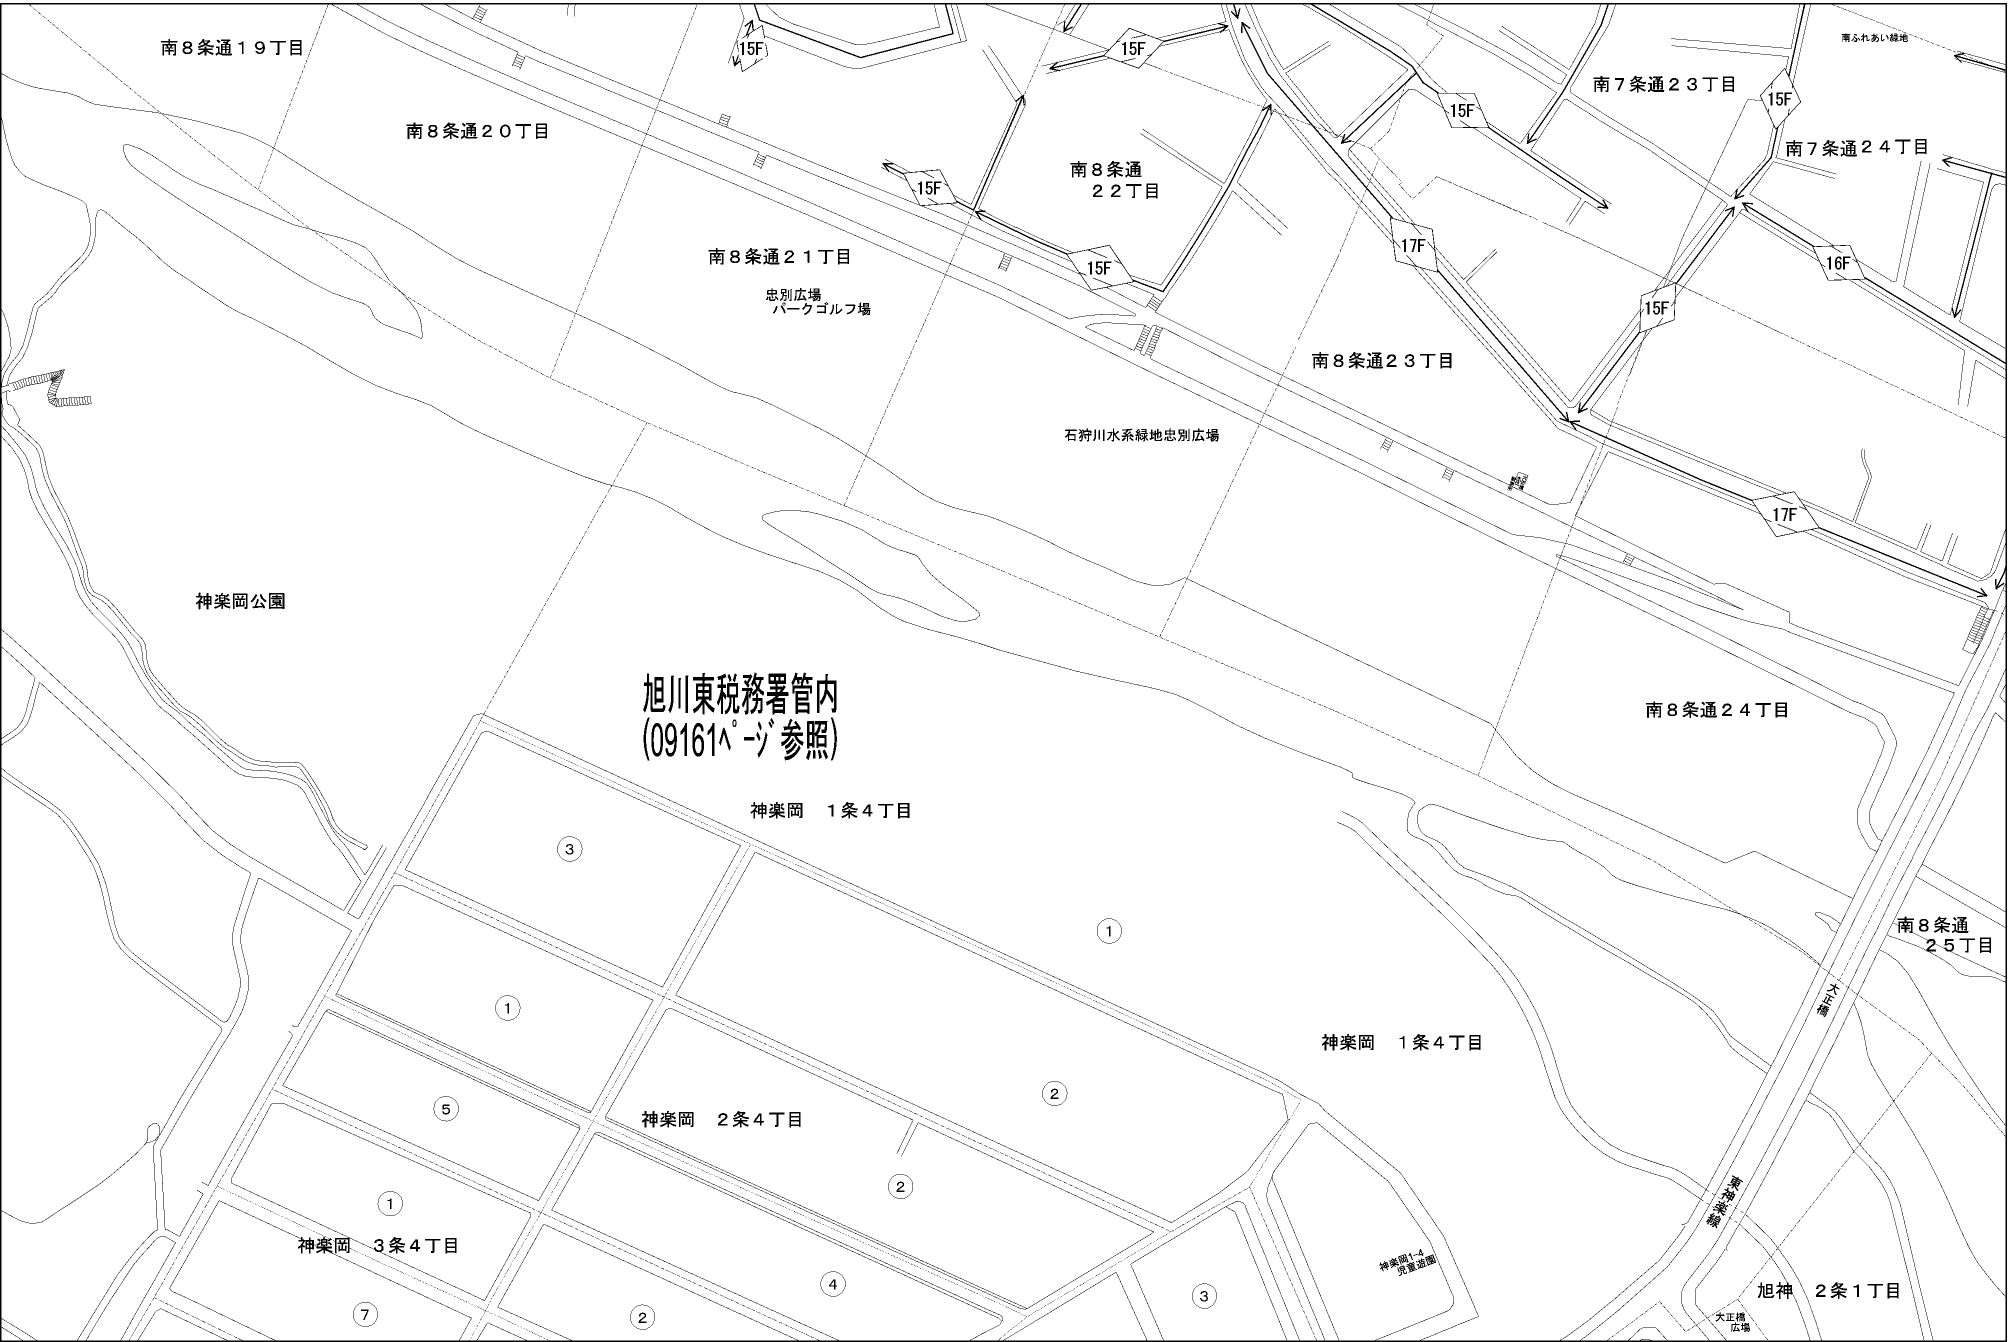 南８条通１９丁目
15F
15F
南ふれあい緑地
南７条通２３丁目
15F
15F
南８条通２０丁目
南７条通２４丁目
南８条通
２２丁目
15F
17F
南８条通２１丁目
15F
16F
忠別広場
パークゴルフ場
15F
南８条通２３丁目
石狩川水系緑地忠別広場
17F
神楽岡公園
旭川東税務署管内
(09161ﾍﾟｰｼﾞ参照)
南８条通２４丁目
神楽岡　１条４丁目
3
1
南８条通
２５丁目
大正橋
1
神楽岡　１条４丁目
2
5
神楽岡　２条４丁目
2
1
東神楽線
神楽岡　３条４丁目
神楽岡1-4
児童遊園
4
3
旭神　２条１丁目
7
2
大正橋
広場